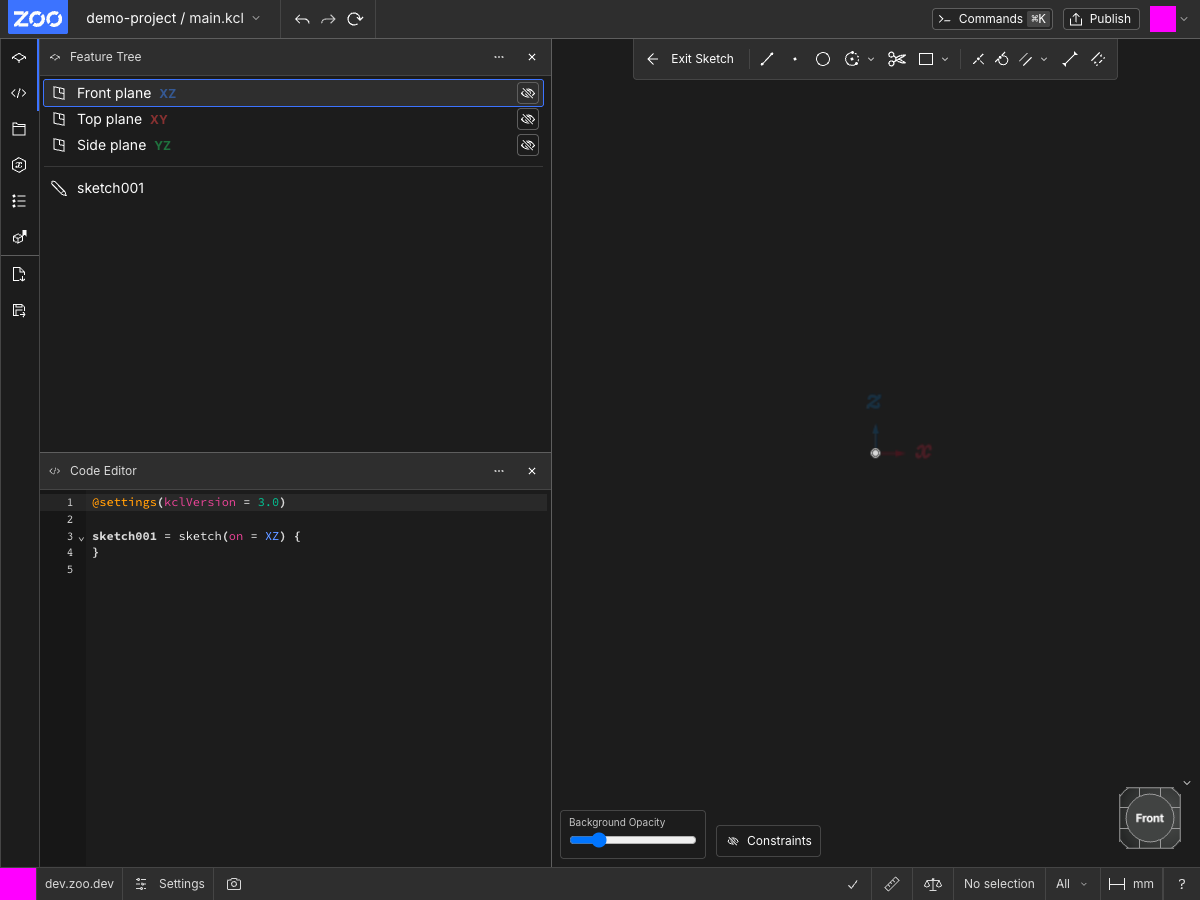 ZOO
demo-project / main.kcl
Commands ⌘K
Publish
Feature Tree
Exit Sketch
Front plane XZ
Top plane XY
Side plane YZ
sketch001
z
x
Code Editor
1 @settings(kclVersion = 3.0)
2
3 sketch001 = sketch(on = XZ) {
4 }
5
Background Opacity
Constraints
Front
dev.zoo.dev
Settings
No selection
All
mm
?